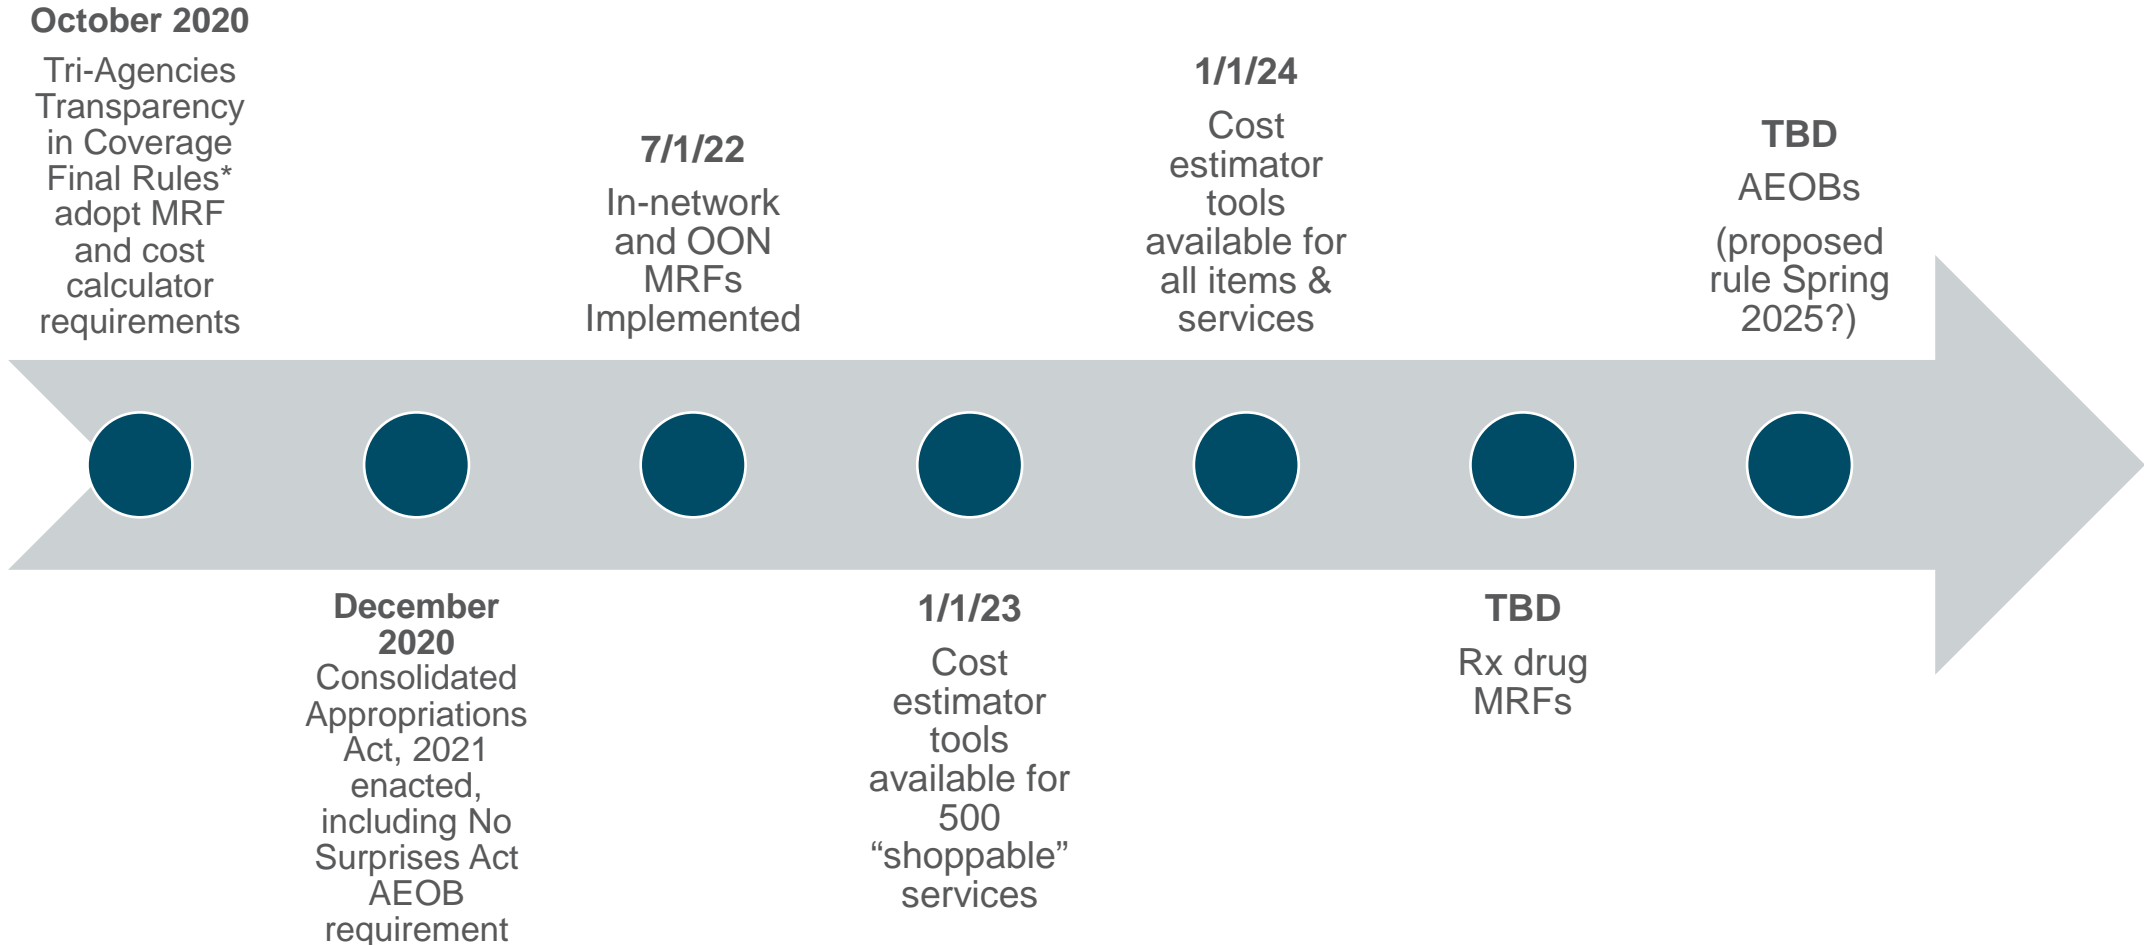 October 2020
Tri-Agencies
Transparency
in Coverage
Final Rules*
adopt MRF
and cost
calculator
requirements
December
2020
Consolidated
Appropriations
Act, 2021
enacted,
including No
Surprises Act
AEOB
requirement
7/1/22
In-network
and OON
MRFs
Implemented
1/1/23
Cost
estimator
tools
available for
500
“shoppable”
services
1/1/24
Cost
estimator
tools
available for
all items &
services
TBD
Rx drug
MRFs
TBD
AEOBs
(proposed
rule Spring
2025?)